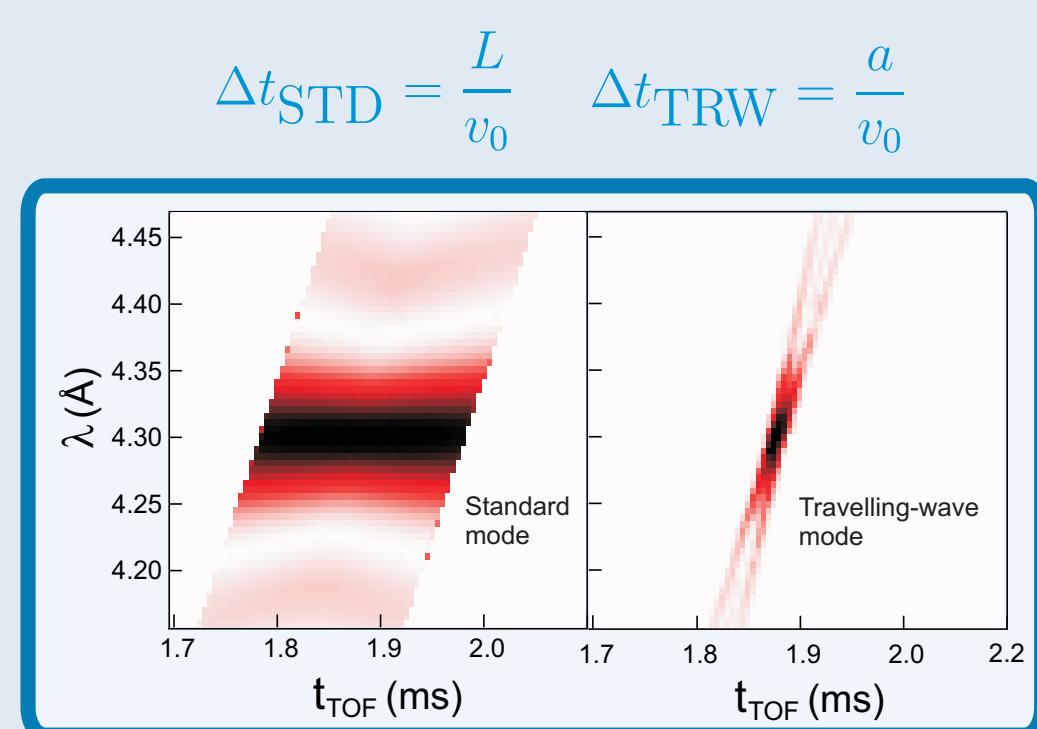 Δt_STD = L/v₀ Δt_TRW = a/v₀
4.45
4.40
4.35
4.30
4.25
4.20
λ (Å)
Standard
mode
Travelling-wave
mode
1.7 1.8 1.9 2.0 1.7 1.8 1.9 2.0 2.2
t_TOF (ms) t_TOF (ms)